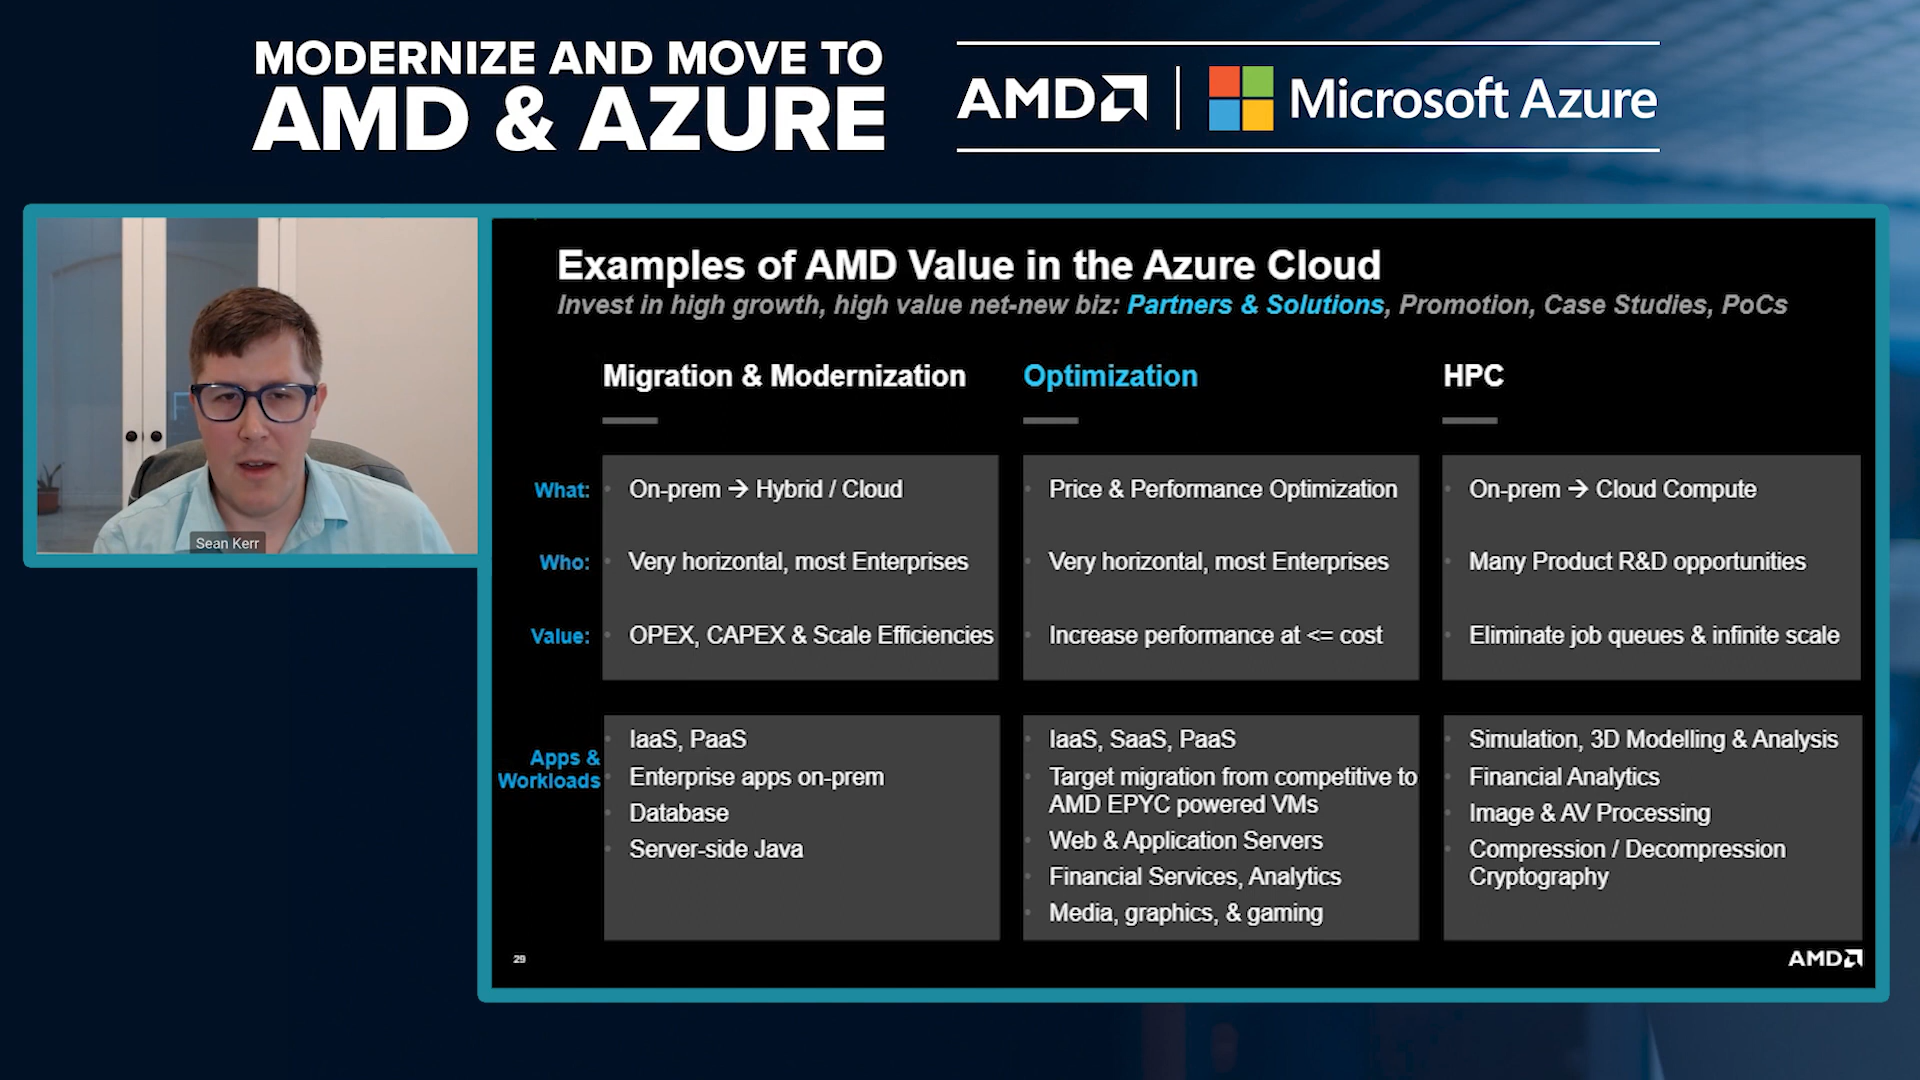 MODERNIZE AND MOVE TO
AMD & AZURE
AMD
Microsoft Azure
Sean Kerr
Examples of AMD Value in the Azure Cloud
Invest in high growth, high value net-new biz: Partners & Solutions, Promotion, Case Studies, PoCs
Migration & Modernization
Optimization
HPC
What:
On-prem → Hybrid / Cloud
Price & Performance Optimization
On-prem → Cloud Compute
Who:
Very horizontal, most Enterprises
Very horizontal, most Enterprises
Many Product R&D opportunities
Value:
OPEX, CAPEX & Scale Efficiencies
Increase performance at <= cost
Eliminate job queues & infinite scale
Apps &
Workloads
IaaS, PaaS
Enterprise apps on-prem
Database
Server-side Java
IaaS, SaaS, PaaS
Target migration from competitive to
AMD EPYC powered VMs
Web & Application Servers
Financial Services, Analytics
Media, graphics, & gaming
Simulation, 3D Modelling & Analysis
Financial Analytics
Image & AV Processing
Compression / Decompression
Cryptography
29
AMD